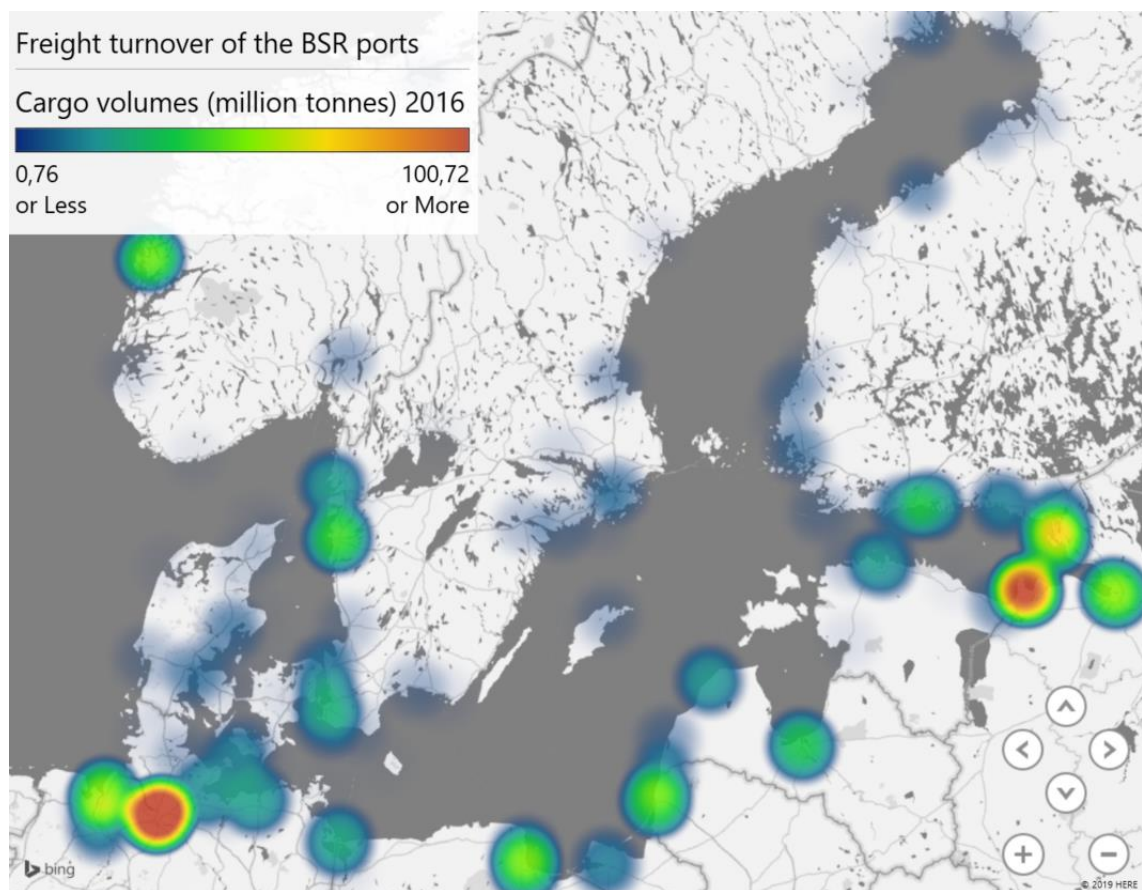 Freight turnover of the BSR ports
Cargo volumes (million tonnes) 2016
0,76
or Less
100,72
or More
bing
© 2019 HERE